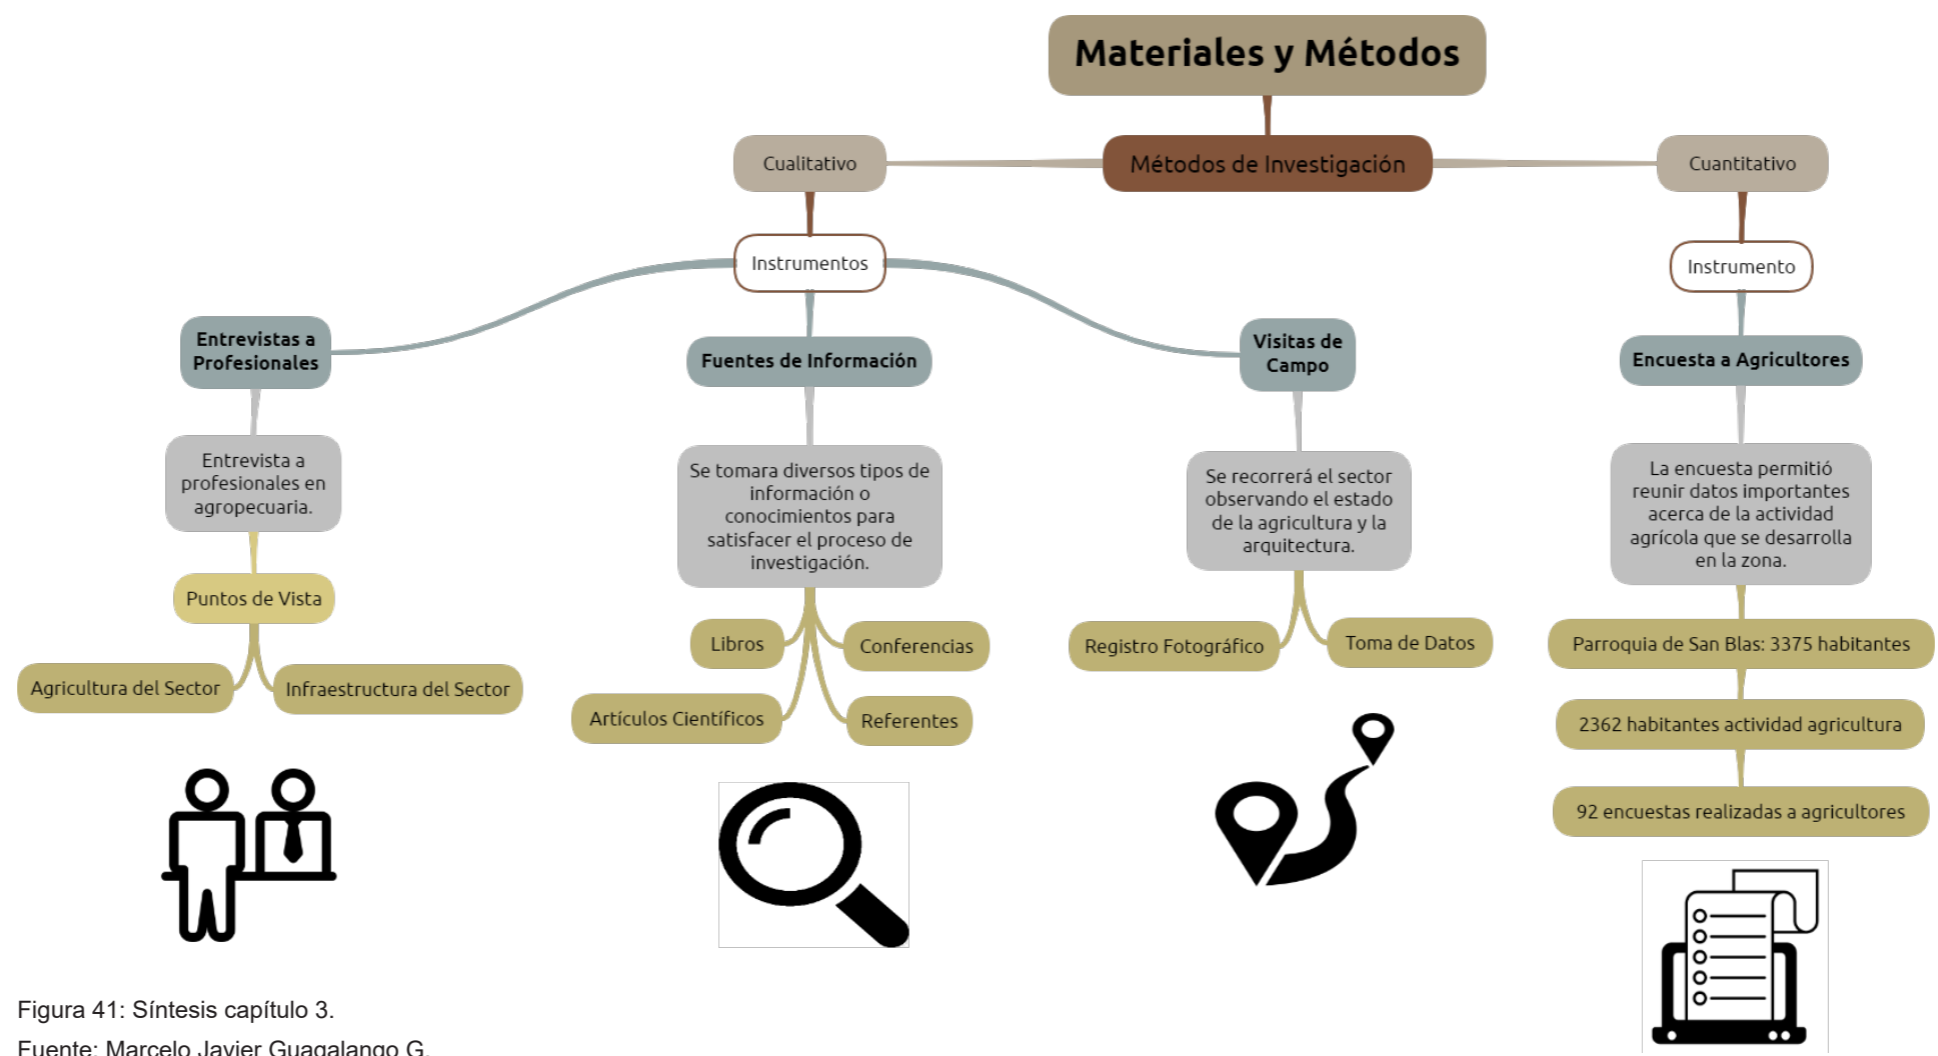 Materiales y Métodos
Métodos de Investigación
Cualitativo
Cuantitativo
Instrumentos
Instrumento
Entrevistas a
Profesionales
Entrevista a
profesionales en
agropecuaria.
Puntos de Vista
Agricultura del Sector
Infraestructura del Sector
Fuentes de Información
Se tomara diversos tipos de
información o
conocimientos para
satisfacer el proceso de
investigación.
Libros
Conferencias
Artículos Científicos
Referentes
Visitas de
Campo
Se recorrerá el sector
observando el estado
de la agricultura y la
arquitectura.
Registro Fotográfico
Toma de Datos
Encuesta a Agricultores
La encuesta permitió
reunir datos importantes
acerca de la actividad
agrícola que se desarrolla
en la zona.
Parroquia de San Blas: 3375 habitantes
2362 habitantes actividad agricultura
92 encuestas realizadas a agricultores
Figura 41: Síntesis capítulo 3.
Fuente: Marcelo Javier Guagalango G.